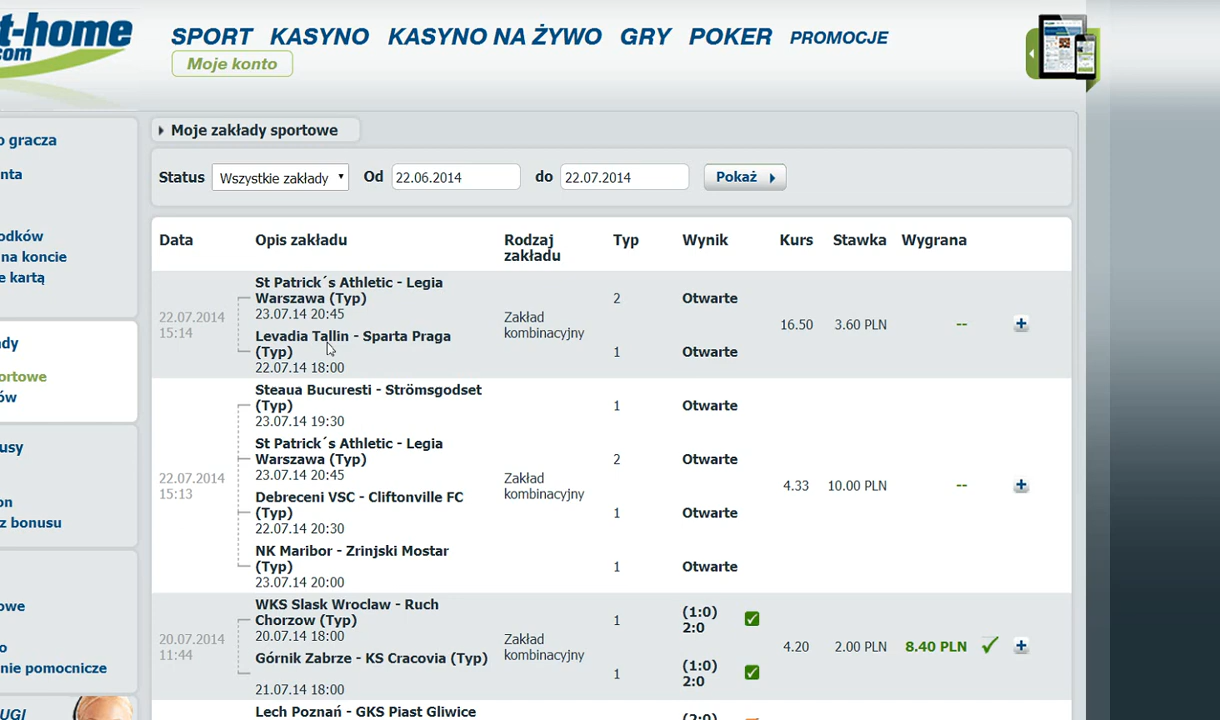 t-home
com
SPORT KASYNO KASYNO NA ŻYWO GRY POKER PROMOCJE
Moje konto
o gracza
nta
odków
na koncie
e kartą
ady
ortowe
ów
usy
on
z bonusu
owe
o
nie pomocnicze
UGI
Moje zakłady sportowe
Status Wszystkie zakłady Od 22.06.2014 do 22.07.2014 Pokaż
Data Opis zakładu Rodzaj zakładu Typ Wynik Kurs Stawka Wygrana
22.07.2014
15:14
St Patrick´s Athletic - Legia
Warszawa (Typ)
23.07.14 20:45
2 Otwarte
Levadia Tallin - Sparta Praga
(Typ)
22.07.14 18:00
1 Otwarte
Zakład
kombinacyjny
16.50 3.60 PLN --
22.07.2014
15:13
Steaua Bucuresti - Strömsgodset
(Typ)
23.07.14 19:30
1 Otwarte
St Patrick´s Athletic - Legia
Warszawa (Typ)
23.07.14 20:45
2 Otwarte
Debreceni VSC - Cliftonville FC
(Typ)
22.07.14 20:30
1 Otwarte
NK Maribor - Zrinjski Mostar
(Typ)
23.07.14 20:00
1 Otwarte
Zakład
kombinacyjny
4.33 10.00 PLN --
20.07.2014
11:44
WKS Slask Wroclaw - Ruch
Chorzow (Typ)
20.07.14 18:00
1 (1:0)
2:0
Górnik Zabrze - KS Cracovia (Typ)
21.07.14 18:00
1 (1:0)
2:0
Zakład
kombinacyjny
4.20 2.00 PLN 8.40 PLN
Lech Poznań - GKS Piast Gliwice
(2:0)